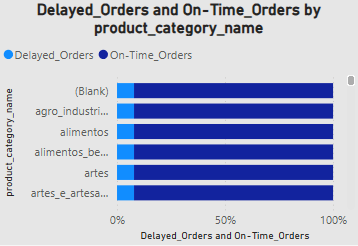 Delayed_Orders and On-Time_Orders by
product_category_name
Delayed_Orders On-Time_Orders
product_category_name
(Blank)
agro_industri...
alimentos
alimentos_be...
artes
artes_e_artesa...
0% 50% 100%
Delayed_Orders and On-Time_Orders